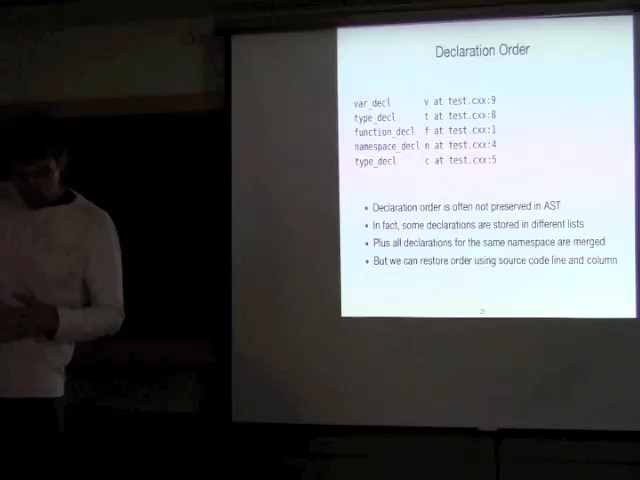 Declaration Order
var_decl v at test.cxx:9
type_decl t at test.cxx:8
function_decl f at test.cxx:1
namespace_decl n at test.cxx:4
type_decl c at test.cxx:5
• Declaration order is often not preserved in AST
• In fact, some declarations are stored in different lists
• Plus all declarations for the same namespace are merged
• But we can restore order using source code line and column